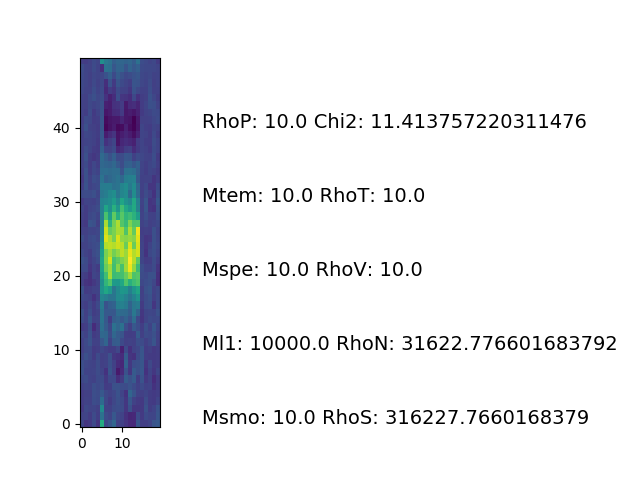 RhoP: 10.0 Chi2: 11.413757220311476
40
30
Mtem: 10.0 RhoT: 10.0
20
Mspe: 10.0 RhoV: 10.0
10
Ml1: 10000.0 RhoN: 31622.776601683792
0
Msmo: 10.0 RhoS: 316227.7660168379
0 10